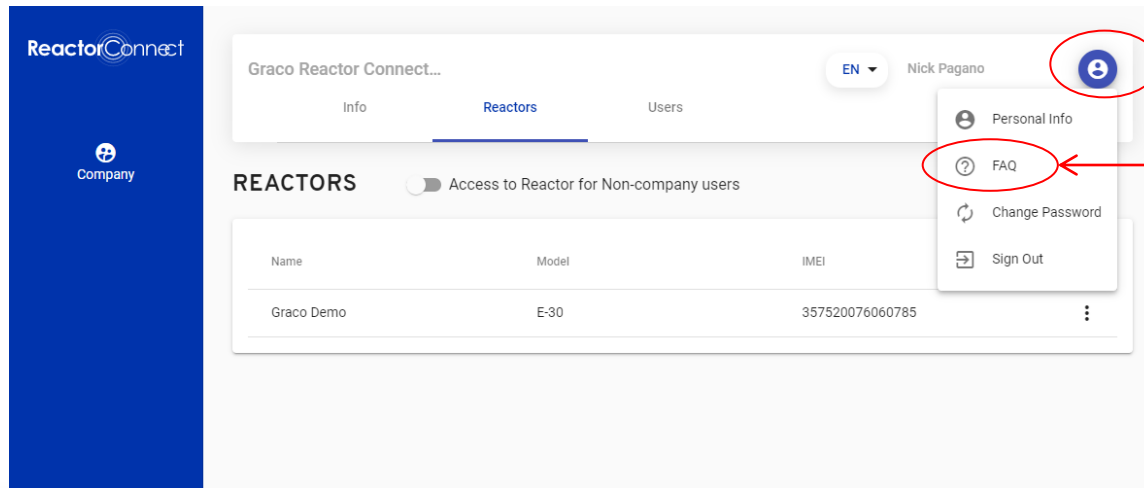 ReactorConnect
Graco Reactor Connect...
EN
Nick Pagano
Info
Reactors
Users
Personal Info
FAQ
Change Password
Sign Out
Company
REACTORS
Access to Reactor for Non-company users
Name
Model
IMEI
Graco Demo
E-30
357520076060785